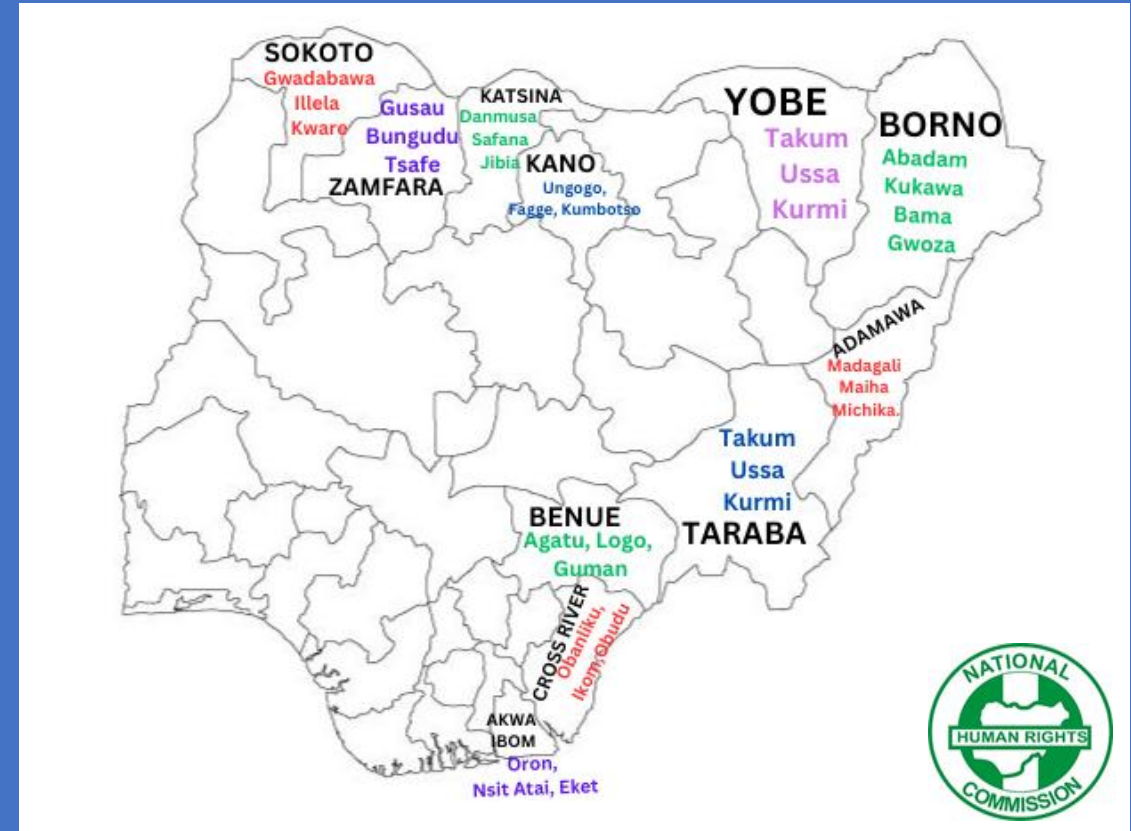 SOKOTO
Gwadabawa
Illela
Kware
Gusau
Bungudu
Tsafe
ZAMFARA
KATSINA
Danmusa
Safana
Jibia
KANO
Ungogo,
Fagge, Kumbotso
YOBE
Takum
Ussa
Kurmi
BORNO
Abadam
Kukawa
Bama
Gwoza
ADAMAWA
Madagali
Maiha
Michika.
Takum
Ussa
Kurmi
TARABA
BENUE
Agatu, Logo,
Guman
CROSS RIVER
Obanliku,
Ikom, Obudu
AKWA
IBOM
Oron,
Nsit Atai, Eket
NATIONAL
HUMAN RIGHTS
COMMISSION